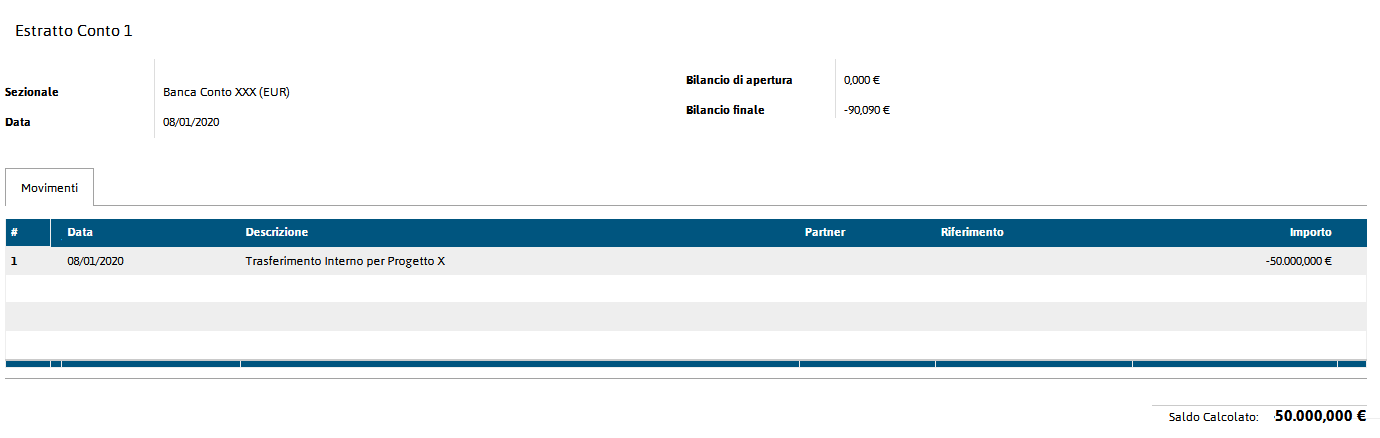 Estratto Conto 1
Sezionale Banca Conto XXX (EUR)
Data 08/01/2020
Bilancio di apertura 0,000 €
Bilancio finale -90,090 €
Movimenti
# Data Descrizione Partner Riferimento Importo
1 08/01/2020 Trasferimento Interno per Progetto X -50.000,000 €
Saldo Calcolato: -50.000,000 €